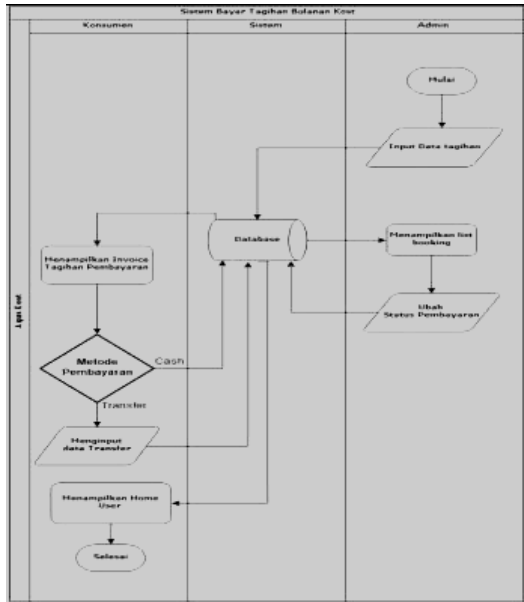 Sistem Bayar Tagihan Bulanan Kost
Konsumen
Sistem
Admin
Mulai
Input Data tagihan
Database
Menampilkan list
booking
Menampilkan Invoice
Tagihan Pembayaran
Ubah
Status Pembayaran
Metode
Pembayaran
Cash
Transfer
Menginput
data Transfer
Menampilkan Home
User
Selesai